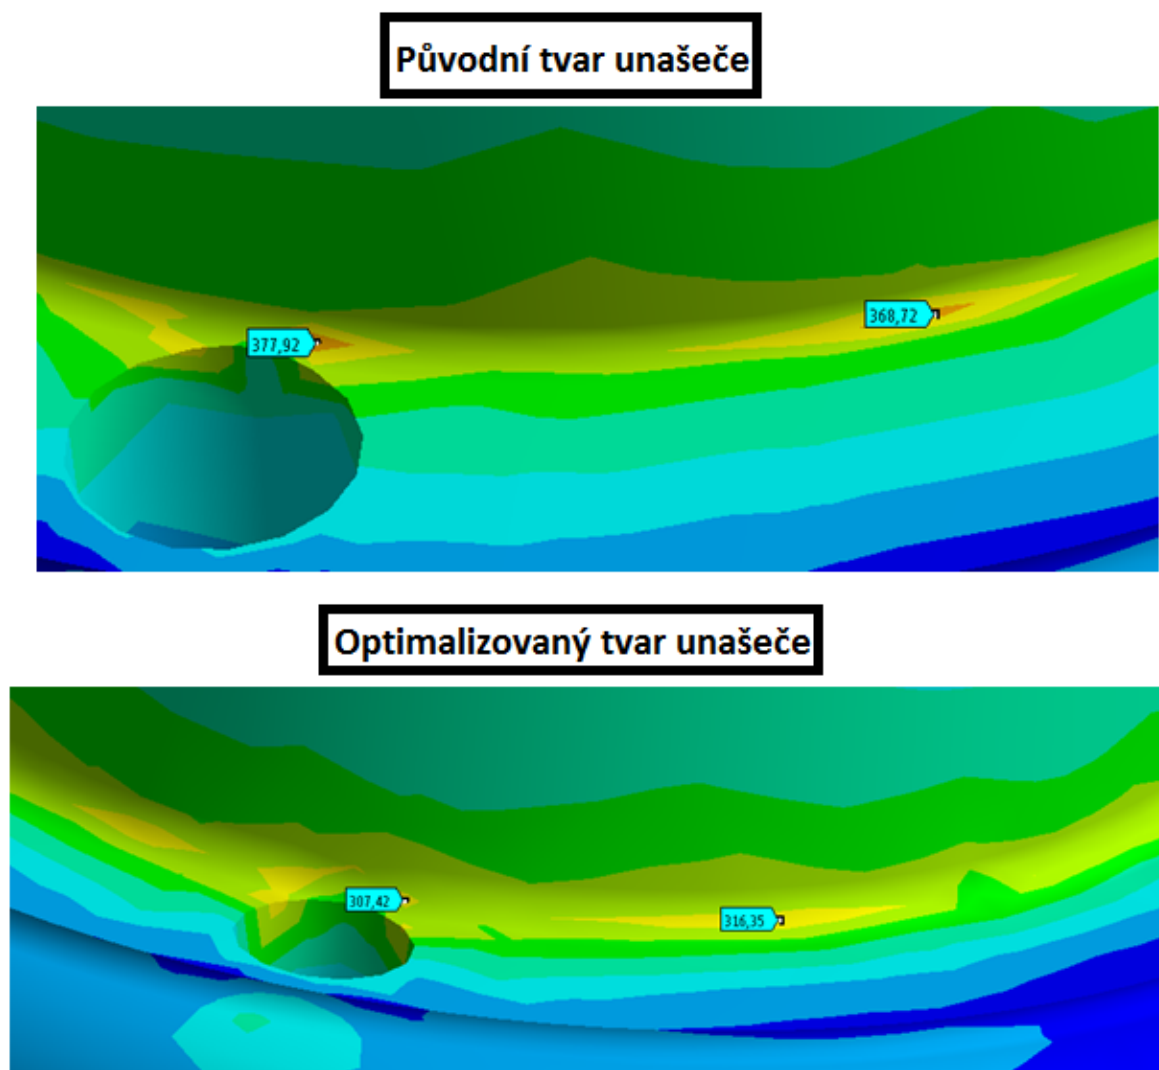 Původní tvar unašeče
368,72
377,92
Optimalizovaný tvar unašeče
307,42
316,35